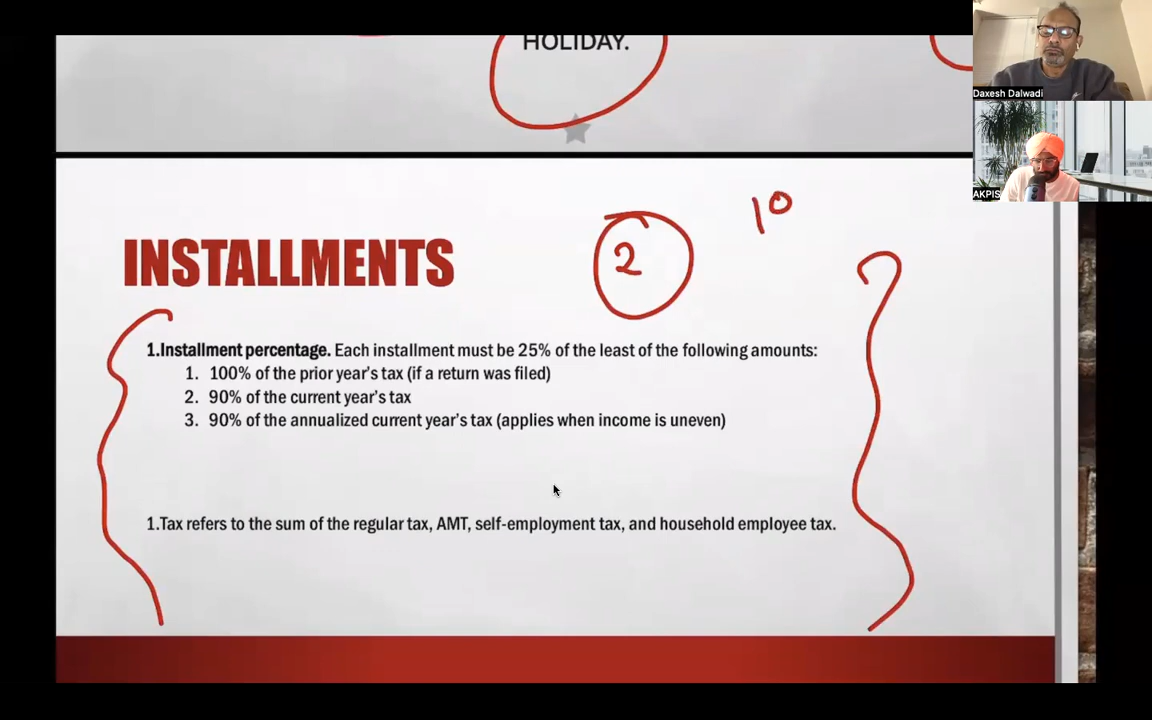 HOLIDAY.
Daxesh Dalwadi
AKPIS
2
10
INSTALLMENTS
1.Installment percentage. Each installment must be 25% of the least of the following amounts:
1. 100% of the prior year's tax (if a return was filed)
2. 90% of the current year's tax
3. 90% of the annualized current year's tax (applies when income is uneven)
1.Tax refers to the sum of the regular tax, AMT, self-employment tax, and household employee tax.